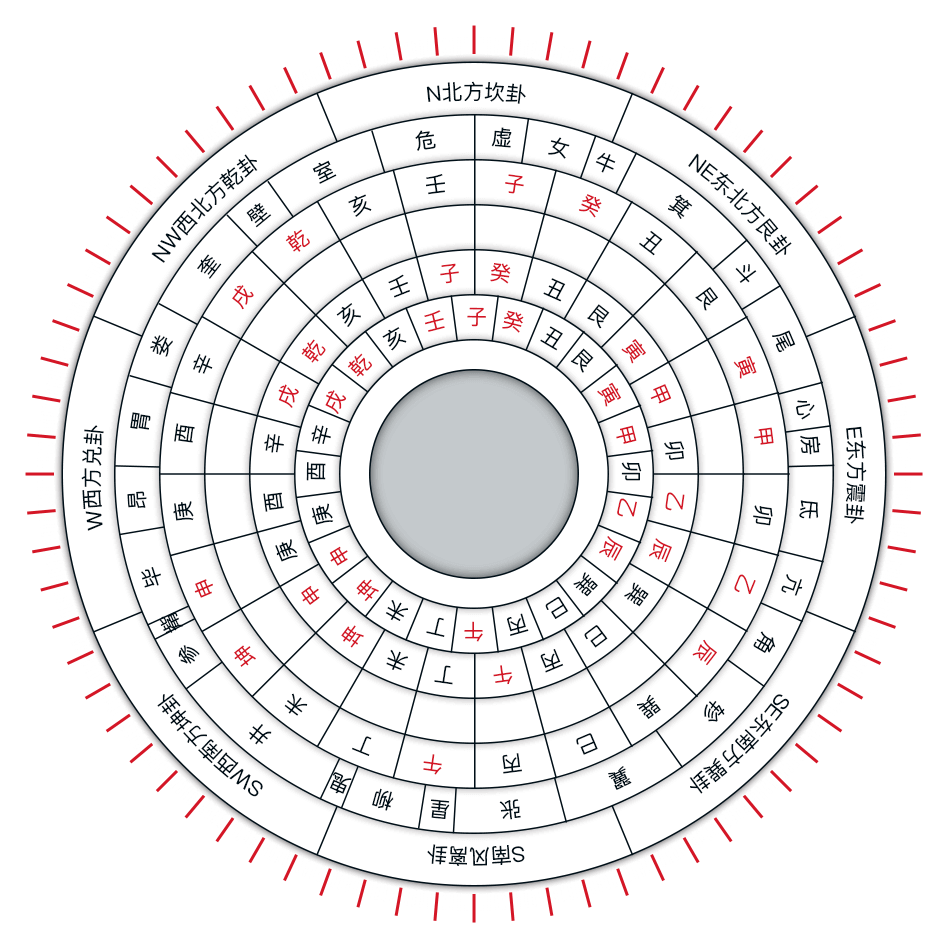 N北方坎卦
NE东北方艮卦
E东方震卦
SE东南方巽卦
S南风离卦
SW西南方坤卦
W西方兑卦
NW西北方乾卦
虚
女
牛
箕
斗
尾
心
房
氐
亢
角
轸
翼
张
星
柳
鬼
井
参
觜
毕
昂
胃
娄
奎
壁
室
危
子
癸
丑
艮
寅
甲
卯
乙
辰
巽
巳
丙
午
丁
未
坤
申
庚
酉
辛
戌
乾
亥
壬
癸
丑
艮
寅
甲
卯
乙
辰
巽
巳
丙
午
丁
未
坤
申
庚
酉
辛
戌
乾
亥
壬
子
子
癸
丑
艮
寅
甲
卯
乙
辰
巽
巳
丙
午
丁
未
坤
申
庚
酉
辛
戌
乾
亥
壬